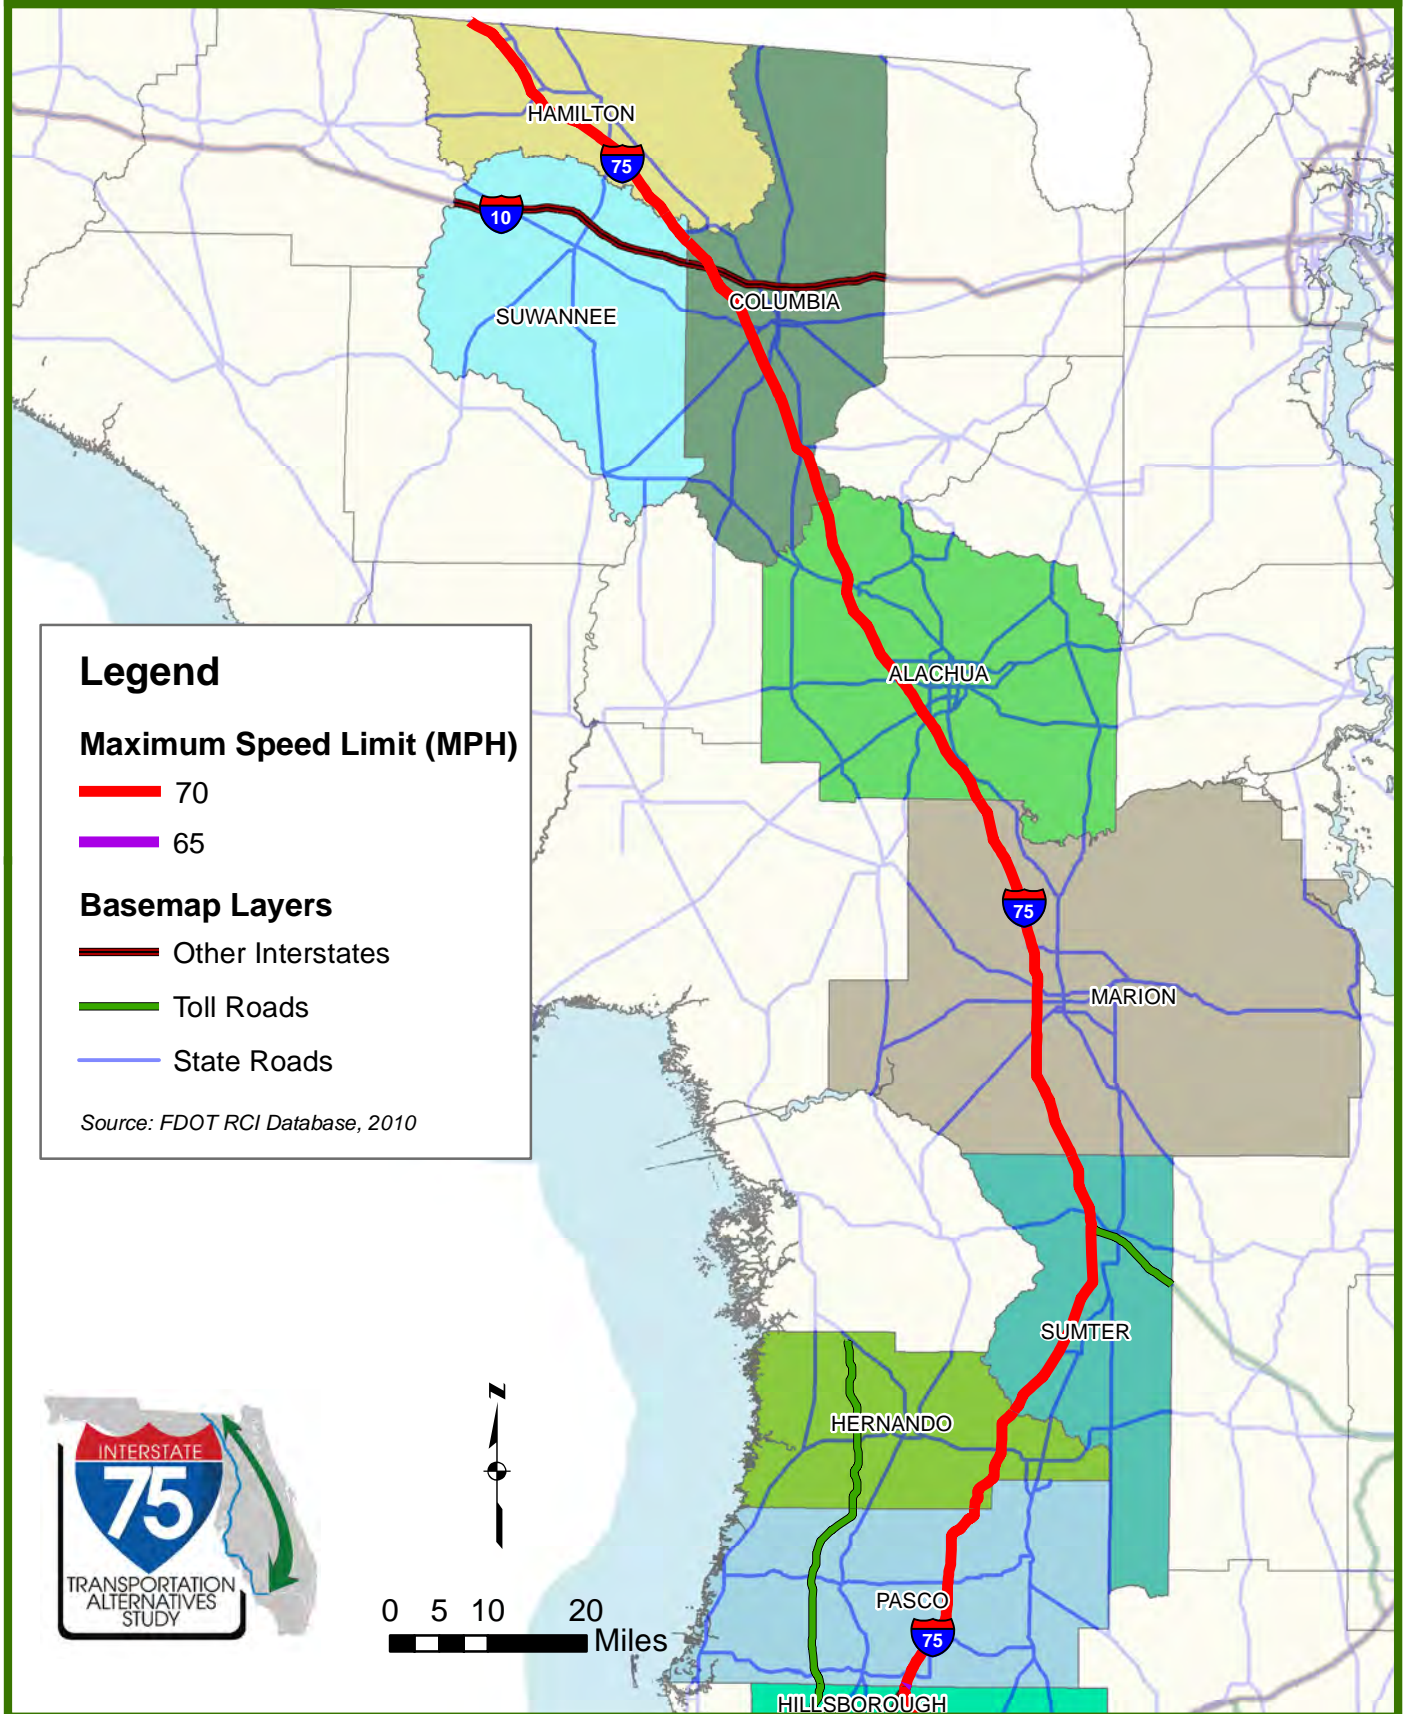 HAMILTON
75
10
COLUMBIA
SUWANNEE
Legend
Maximum Speed Limit (MPH)
70
65
Basemap Layers
Other Interstates
Toll Roads
State Roads
Source: FDOT RCI Database, 2010
ALACHUA
75
MARION
SUMTER
HERNANDO
PASCO
75
HILLSBOROUGH
N
INTERSTATE
75
TRANSPORTATION
ALTERNATIVES
STUDY
0 5 10 20
Miles